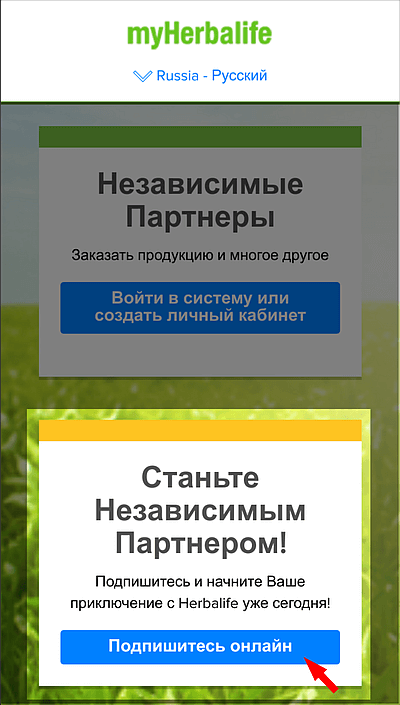 myHerbalife
Russia - Русский
Независимые
Партнеры
Заказать продукцию и многое другое
Войти в систему или
создать личный кабинет
Станьте
Независимым
Партнером!
Подпишитесь и начните Ваше
приключение с Herbalife уже сегодня!
Подпишитесь онлайн